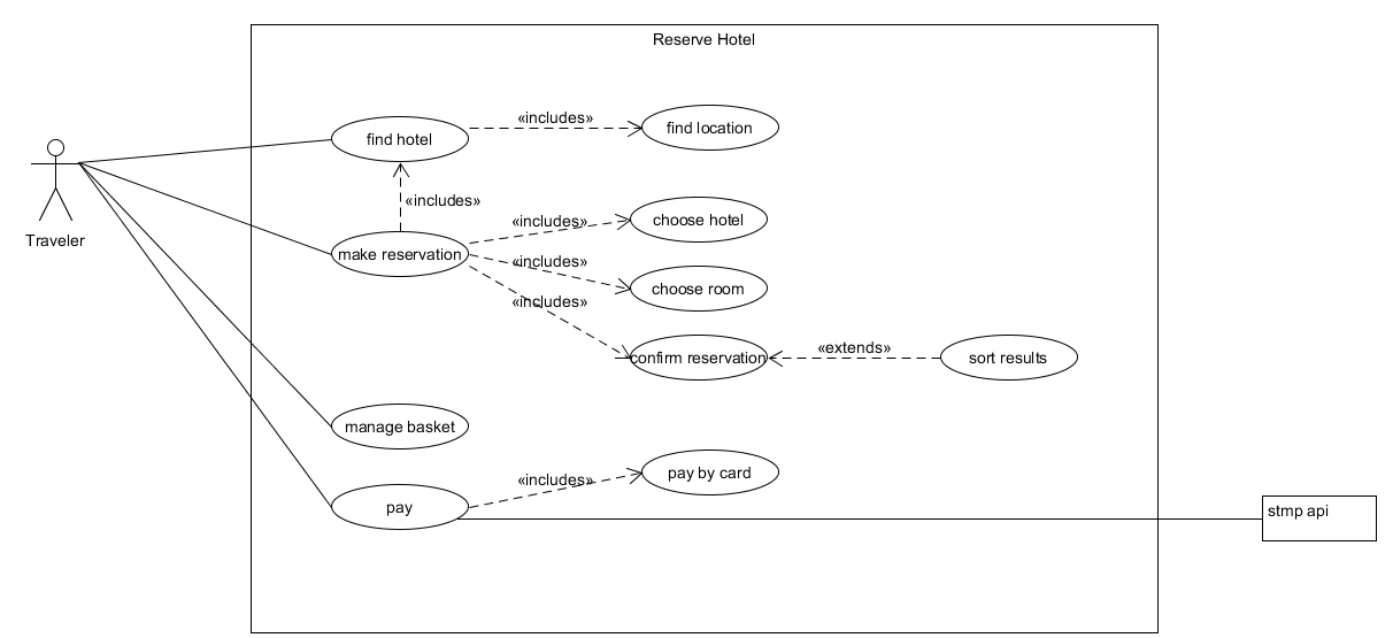 Reserve Hotel
«includes»
find location
find hotel
«includes»
Traveler
make reservation
«includes»
choose hotel
«includes»
choose room
«includes»
confirm reservation
«extends»
sort results
manage basket
pay
«includes»
pay by card
stmp api